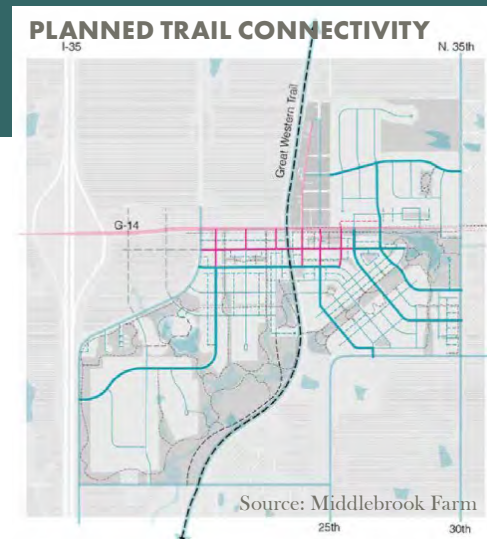 PLANNED TRAIL CONNECTIVITY
I-35
N. 35th
Great Western Trail
G-14
Source: Middlebrook Farm
25th
30th